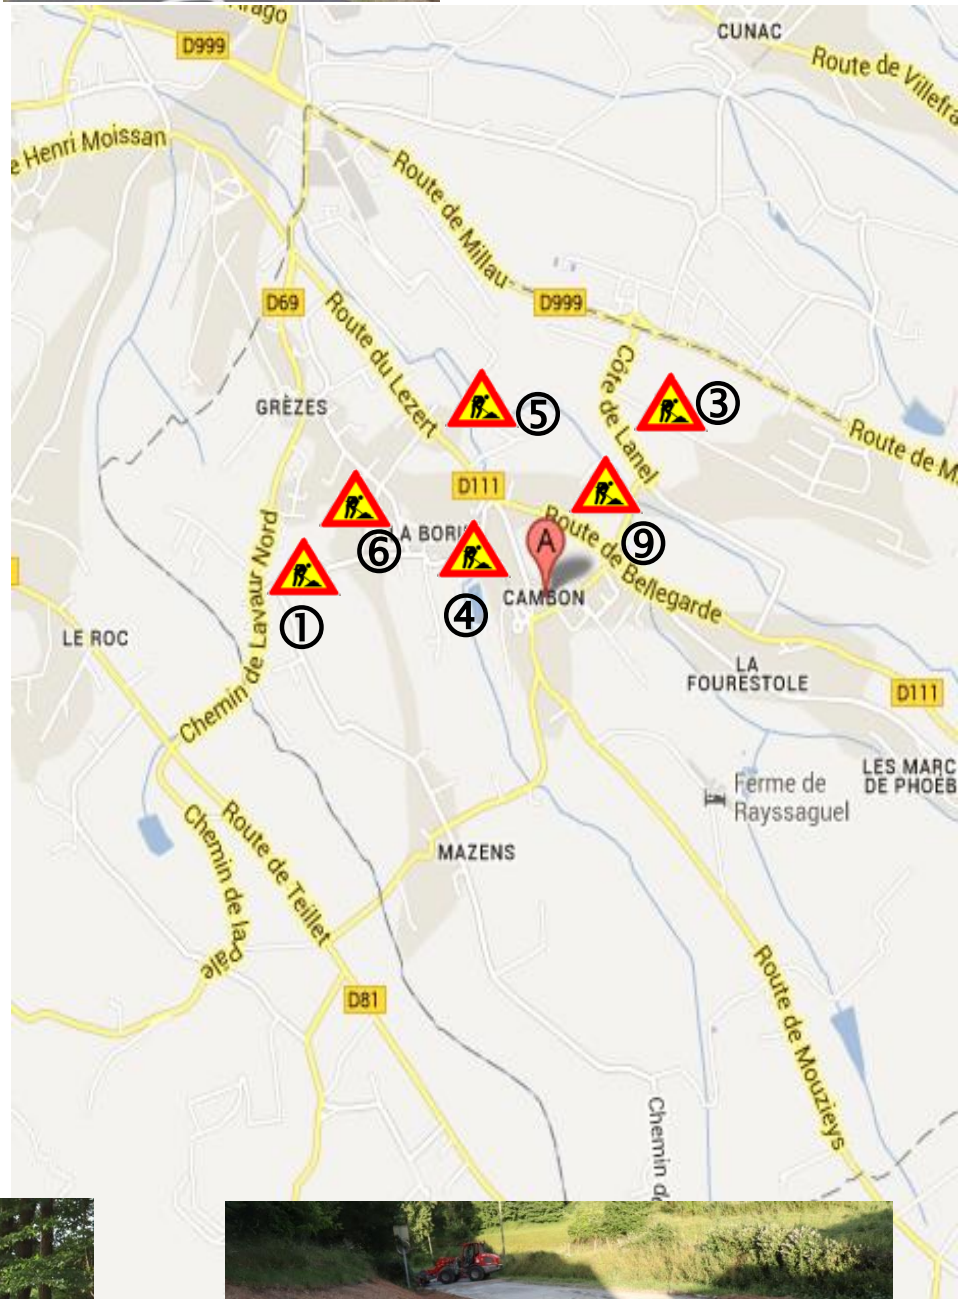 Arago
CUNAC
D999
Route de Villefra
e Henri Moissan
Route de Millau
D69
D999
Route du Lezert
Côte de Lanel
GRÈZES
⑤
③
Route de M
D111
Route de Bellegarde
LA BORI
A
⑥
⑨
①
④
CAMBON
Chemin de Lavaur Nord
LE ROC
LA
FOURESTOLE
D111
LES MARC
DE PHOEB
Ferme de
Rayssaguel
Chemin de la
Pale
Route de Teillet
MAZENS
D81
Route de Mouzieys
Chemin de